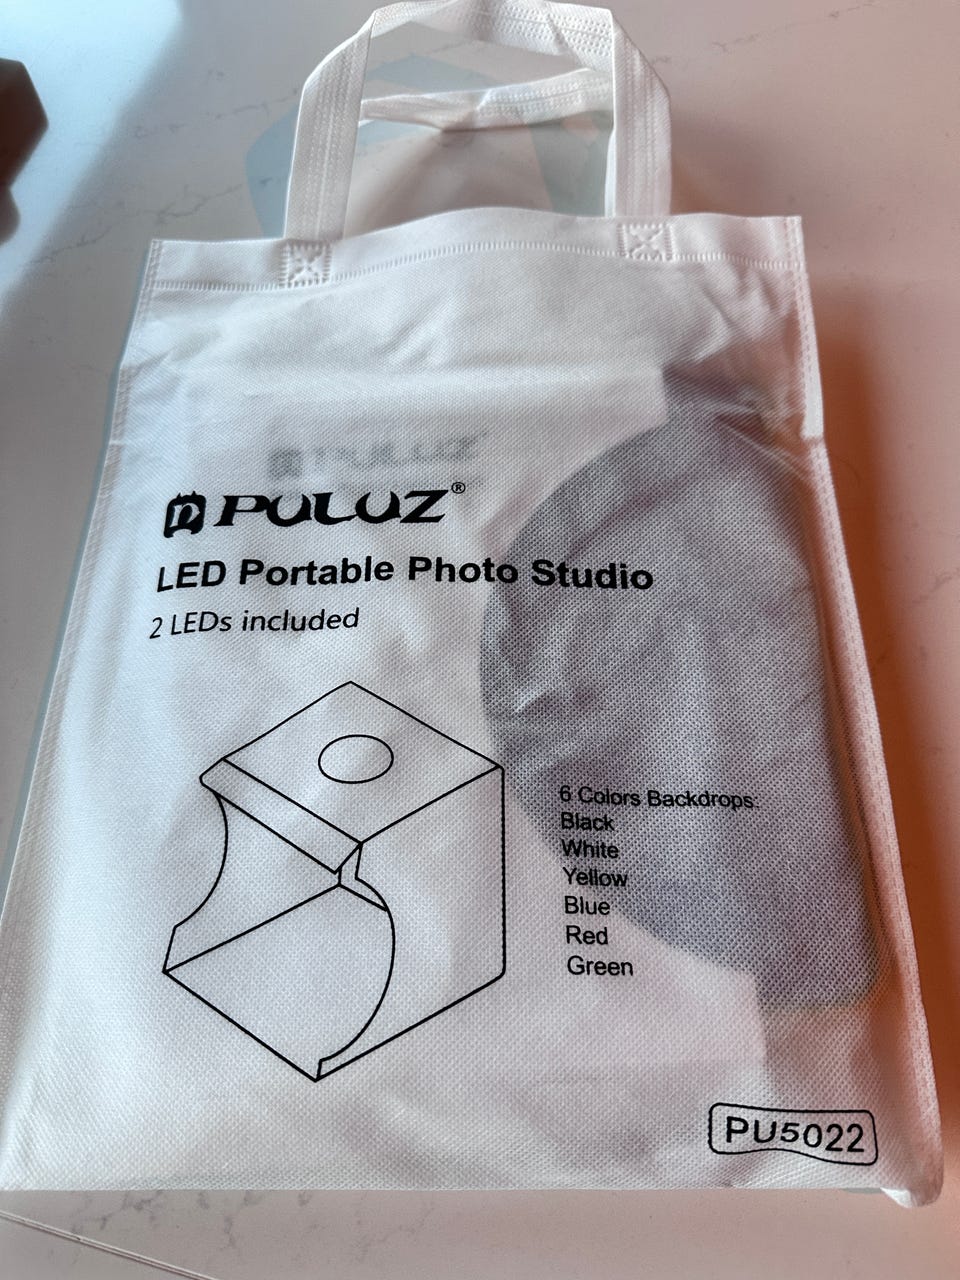 PULUZ®
LED Portable Photo Studio
2 LEDs included
6 Colors Backdrops:
Black
White
Yellow
Blue
Red
Green
PU5022